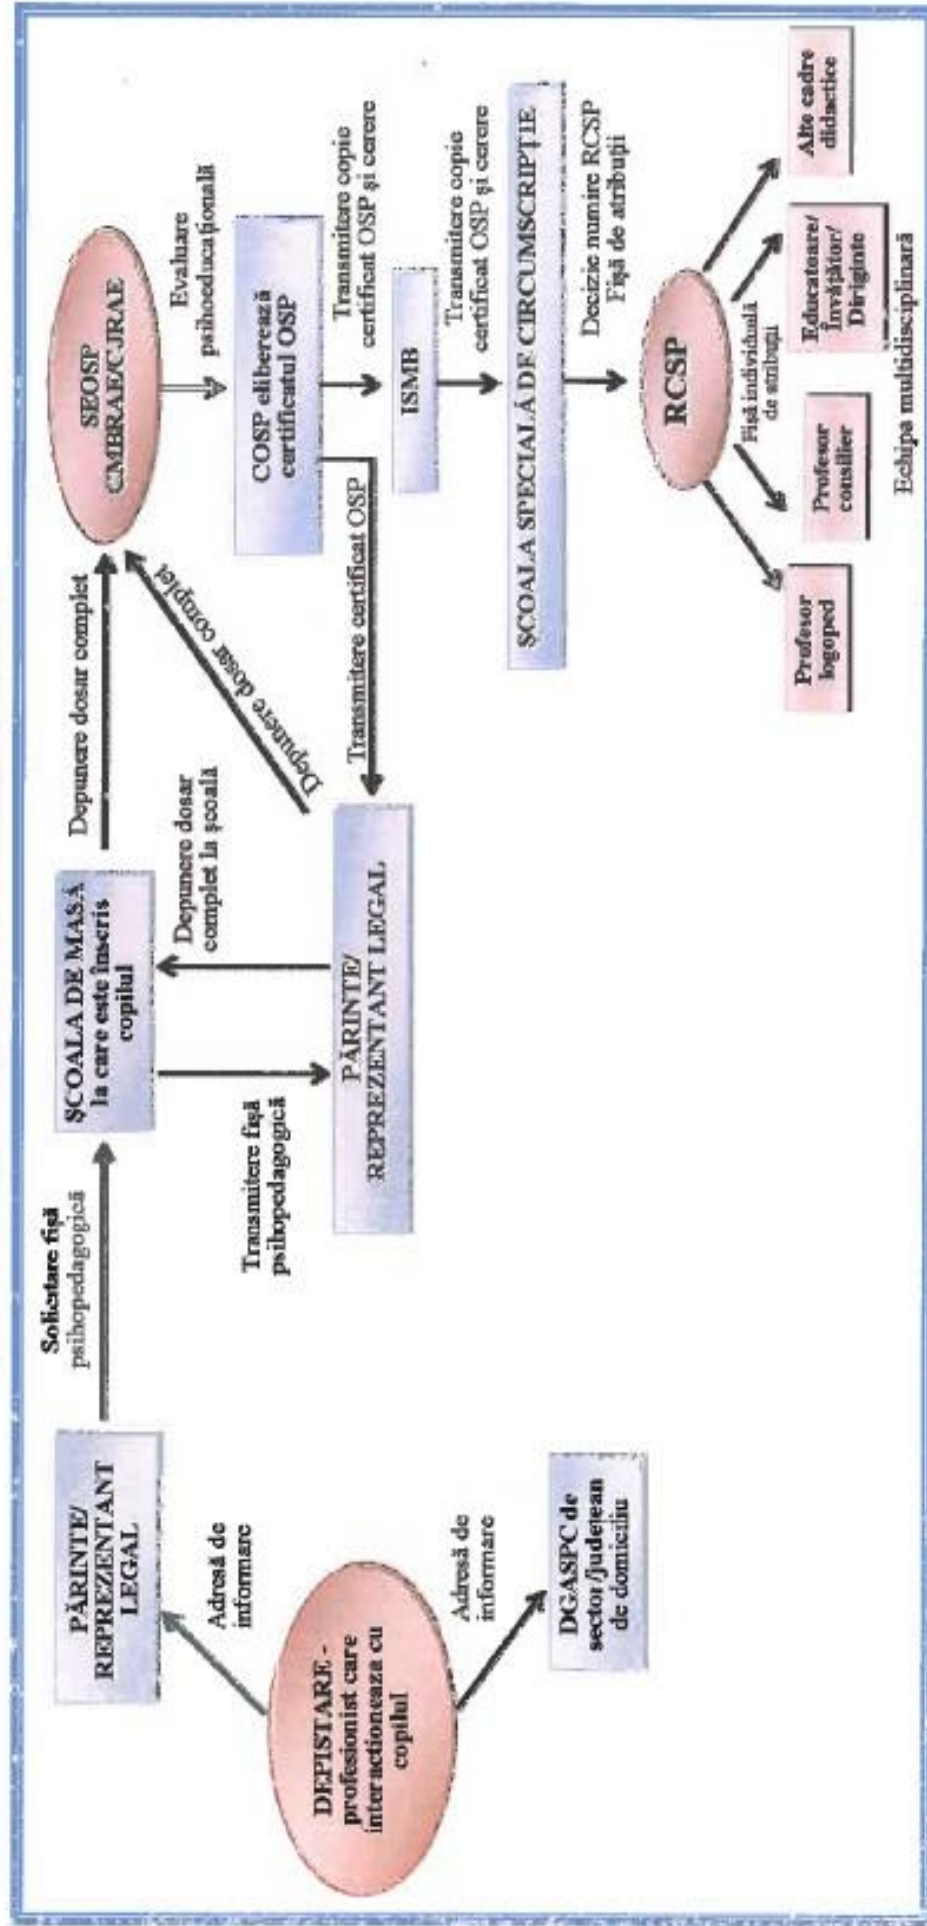 DEPISTARE -
profesionist care
interactioneaza cu
copilul
Adresă de
informare
PĂRINTE/
REPREZENTANT
LEGAL
Adresă de
informare
DGASPC de
sector/județean
de domiciliu
Solicitare fișă
psihopedagogică
ȘCOALA DE MASĂ
la care este înscris
copilul
Transmitere fișă
psihopedagogică
Depunere dosar
complet la școală
PĂRINTE/
REPREZENTANT LEGAL
Depunere dosar complet
Depunere dosar complet
SEOSP
CMBRAE/CJRAE
Evaluare
psihoeducațională
COSP eliberează
certificatul OSP
Transmitere certificat OSP
Transmitere copie
certificat OSP și cerere
ISMB
Transmitere copie
certificat OSP și cerere
ȘCOALA SPECIALĂ DE CIRCUMSCRIPȚIE
Decizie numire RCSP
Fișă de atribuții
RCSP
Fișă individuală
de atribuții
Profesor
logoped
Profesor
consilier
Educatoare/
Învățător/
Diriginte
Alte cadre
didactice
Echipa multidisciplinară